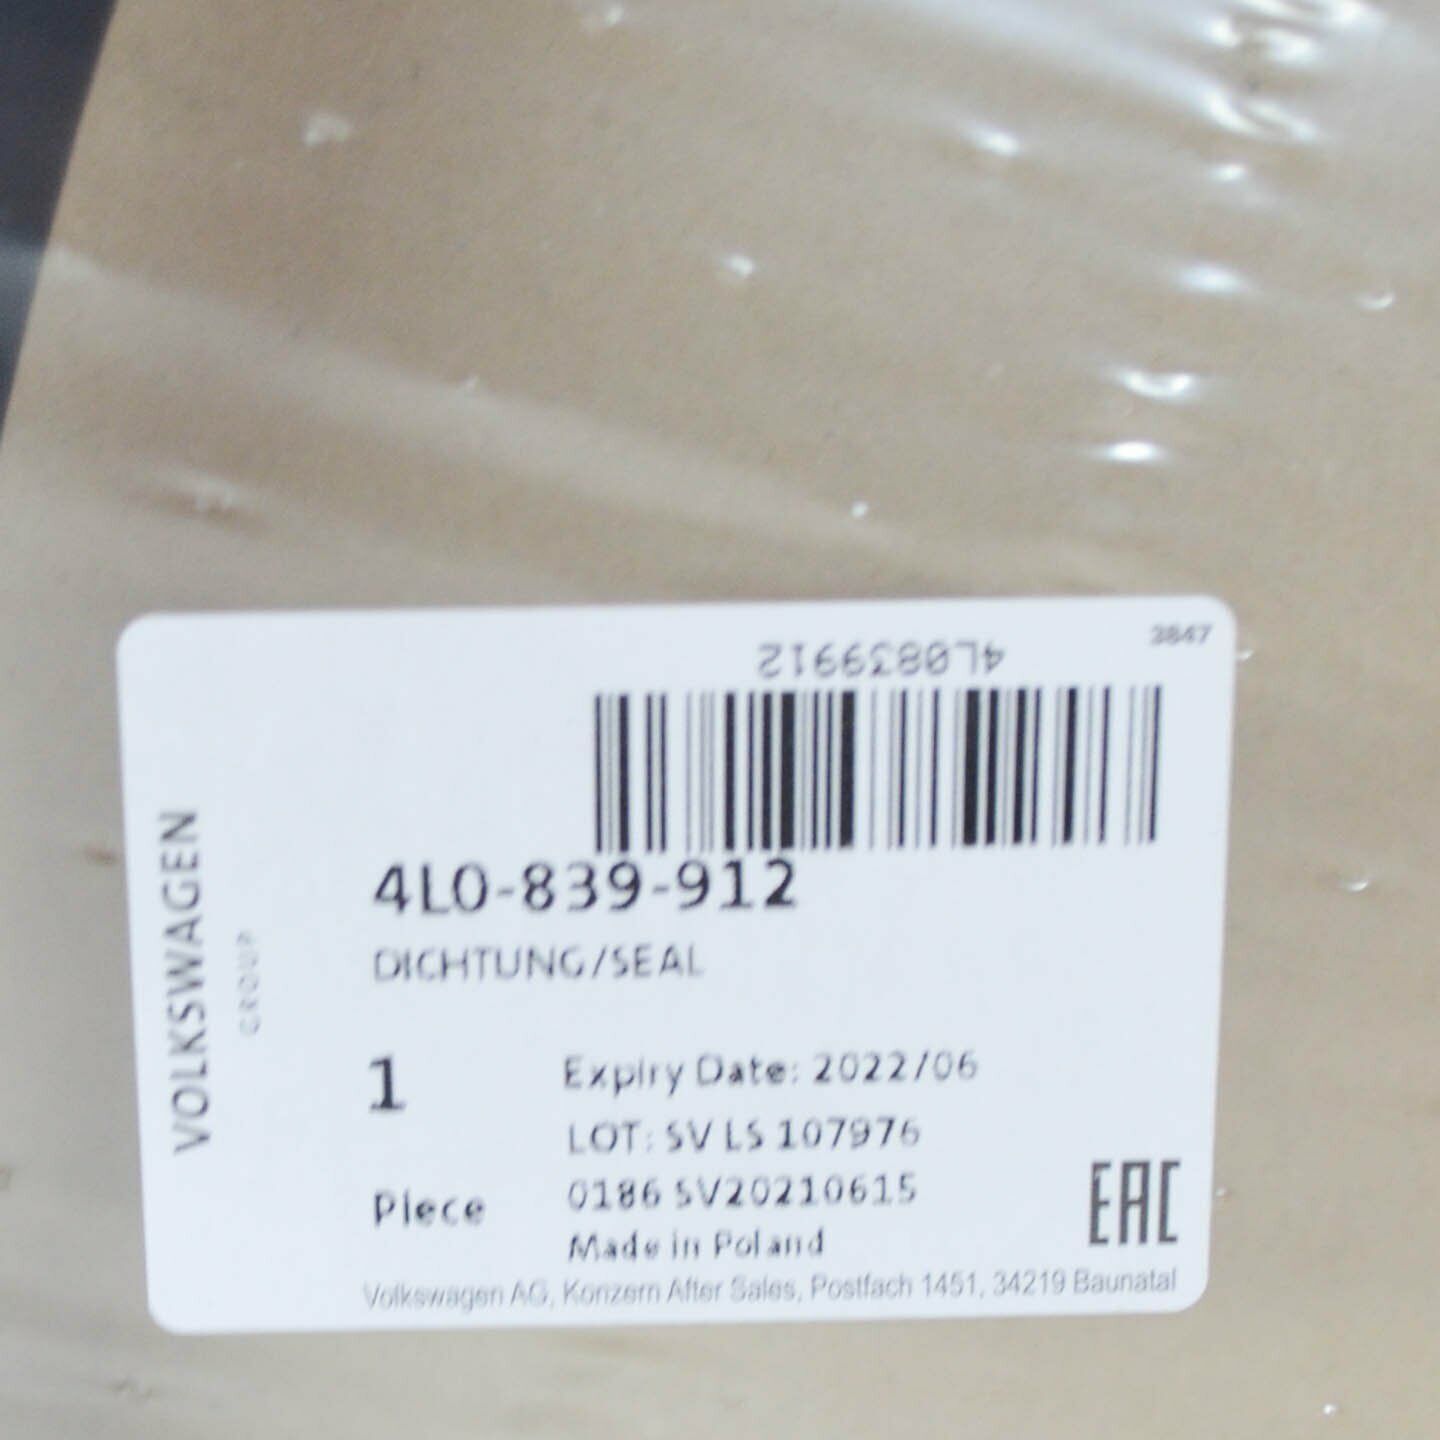 3847
4L0839912
4L0-839-912
DICHTUNG/SEAL
VOLKSWAGEN
GROUP
1
Piece
Expiry Date: 2022/06
LOT: SV LS 107976
0186 SV20210615
Made in Poland
EAC
Volkswagen AG, Konzern After Sales, Postfach 1451, 34219 Baunatal